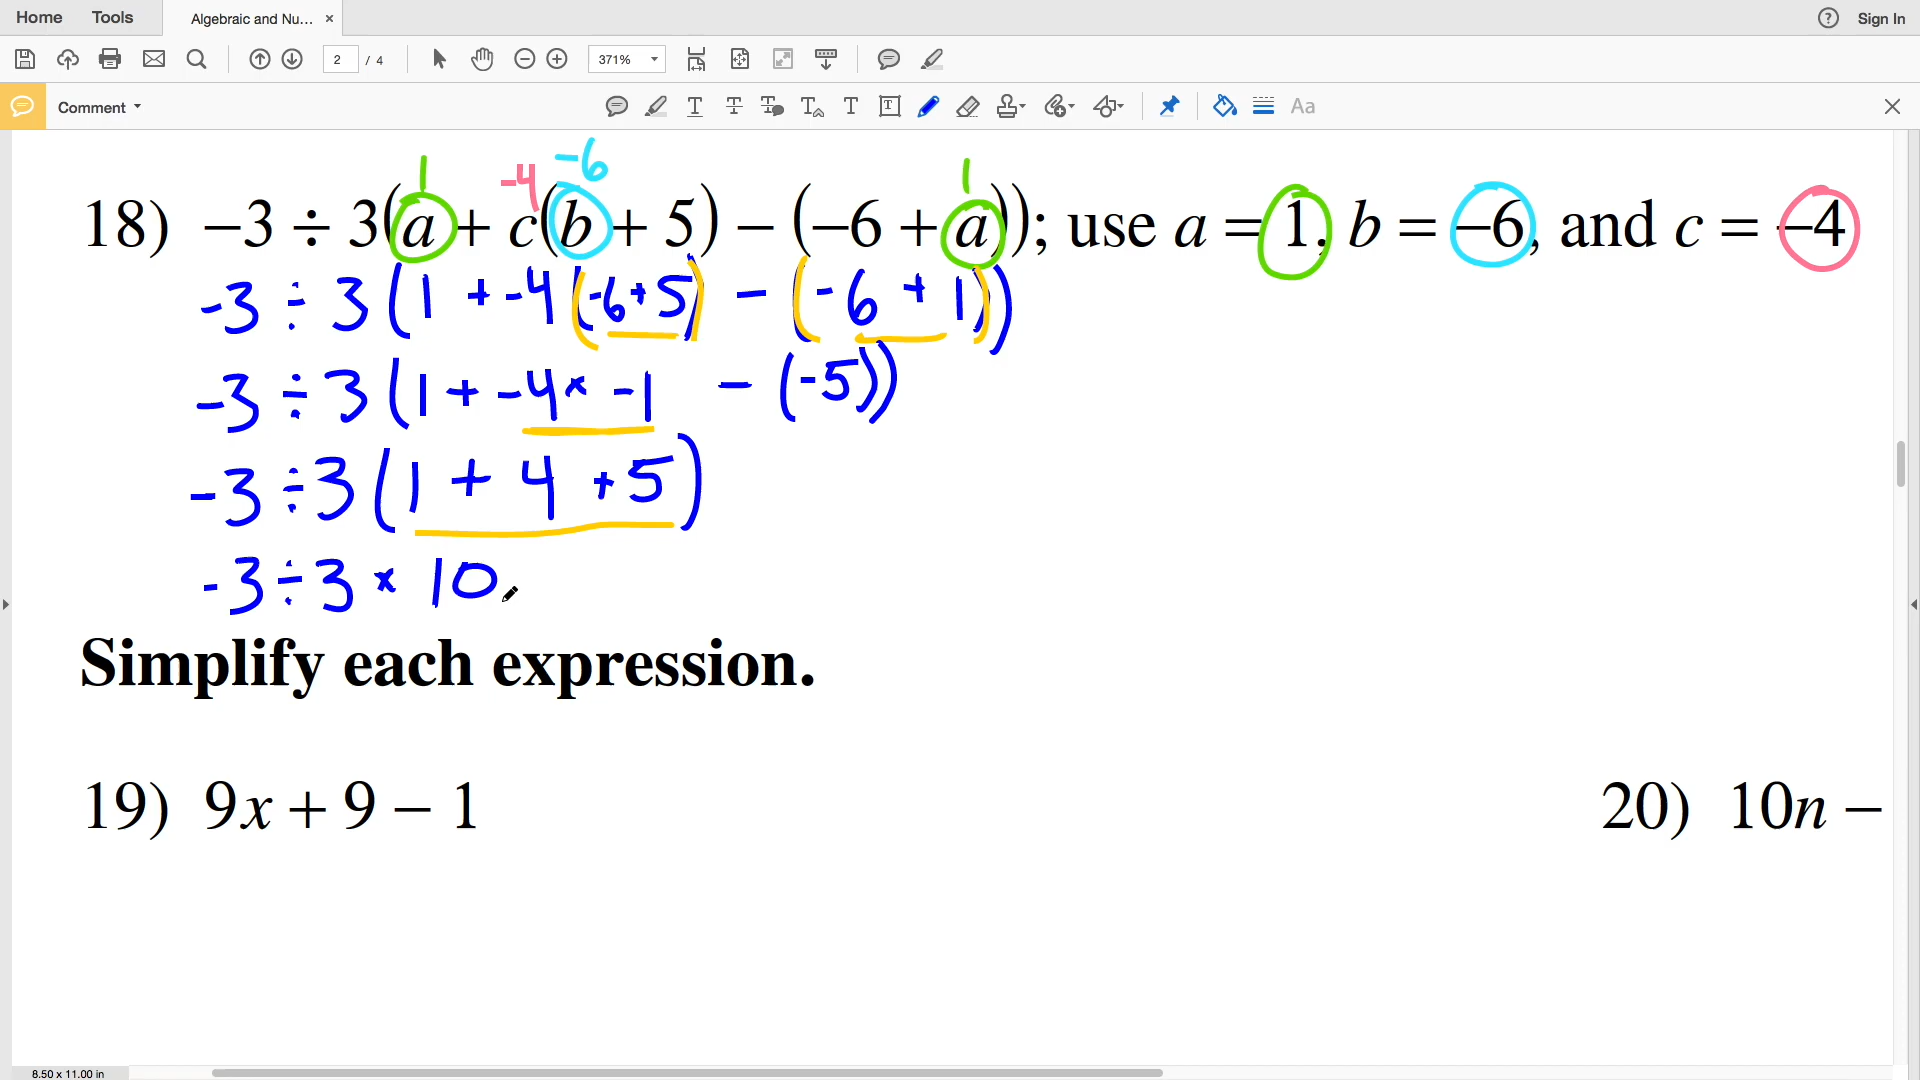 Home Tools Algebraic and Nu... × ? Sign In
2 / 4 371%
Comment Aa
1 -4 -6 1
18) −3 ÷ 3(a + c(b + 5) − (−6 + a)); use a = 1, b = −6, and c = −4
-3 ÷ 3(1 + -4(-6+5) - (-6 + 1))
-3 ÷ 3(1 + -4 × -1 - (-5))
-3 ÷ 3(1 + 4 + 5)
-3 ÷ 3 × 10
Simplify each expression.
19) 9x + 9 − 1 20) 10n −
8.50 x 11.00 in